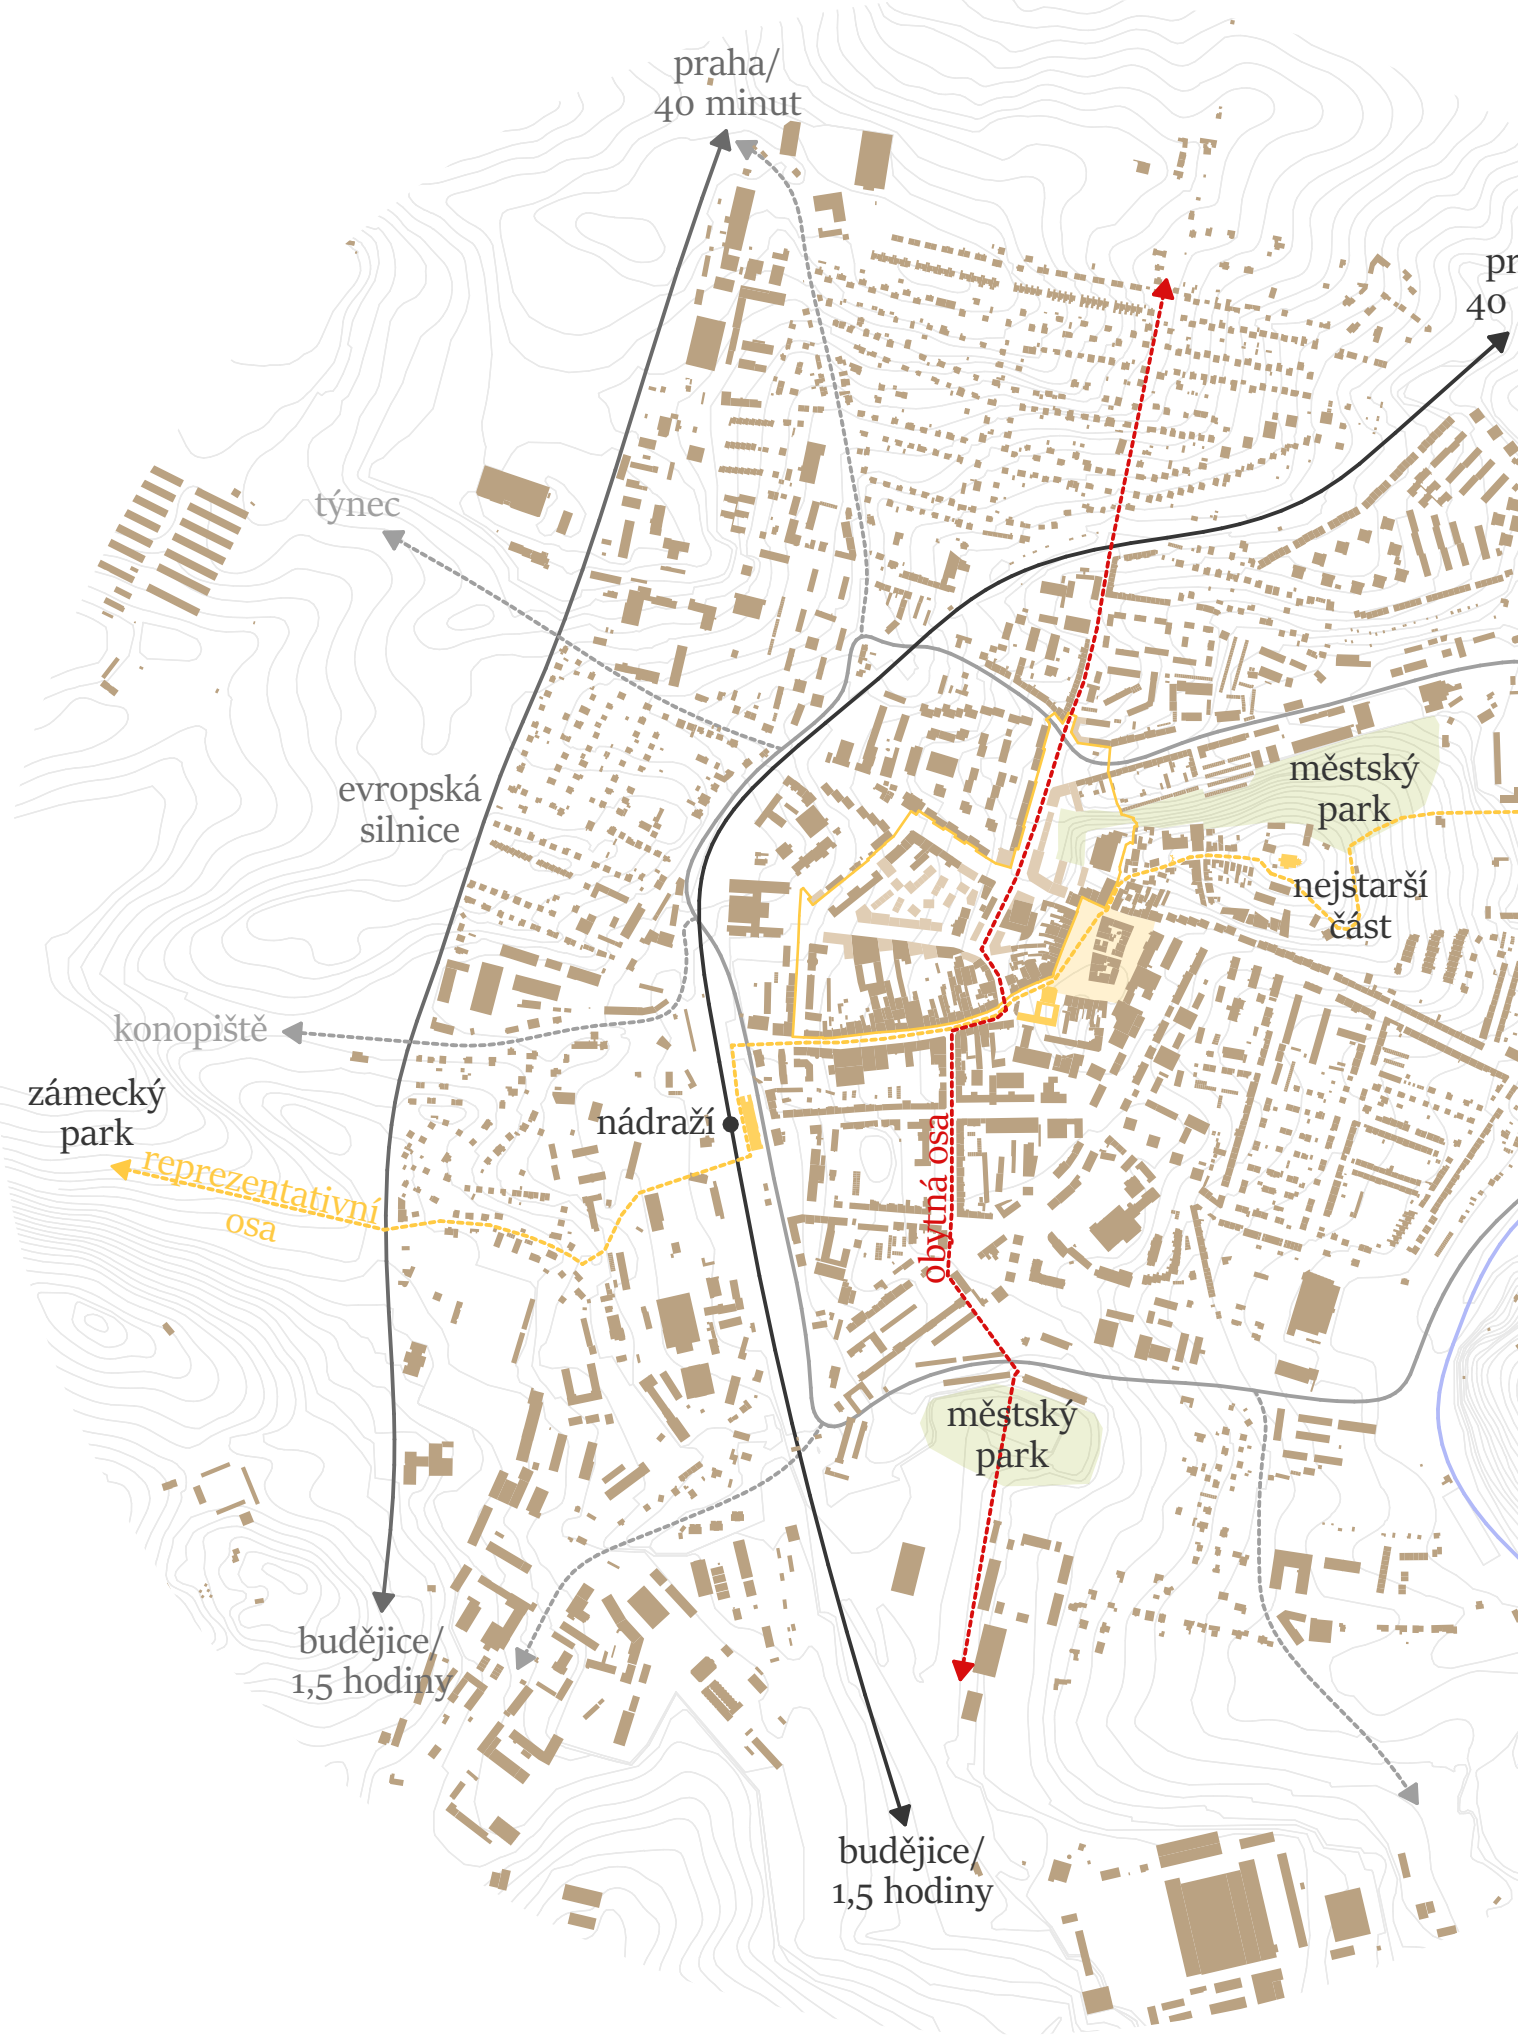 praha/
40 minut
pr
40
týnec
evropská
silnice
městský
park
nejstarší
část
konopiště
zámecký
park
nádraží
reprezentativní
osa
obytná osa
městský
park
budějice/
1,5 hodiny
budějice/
1,5 hodiny